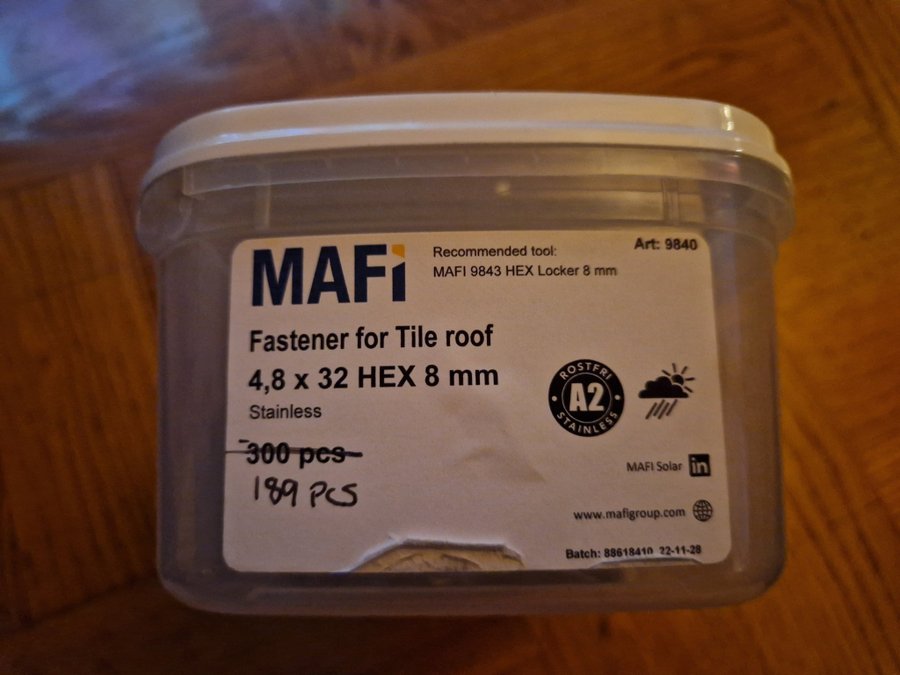 MAFi
Recommended tool:
MAFI 9843 HEX Locker 8 mm
Art: 9840
Fastener for Tile roof
4,8 x 32 HEX 8 mm
Stainless
300 pcs
189 PCS
ROSTFRI
A2
STAINLESS
MAFI Solar in
www.mafigroup.com
Batch: 88618410 22-11-28